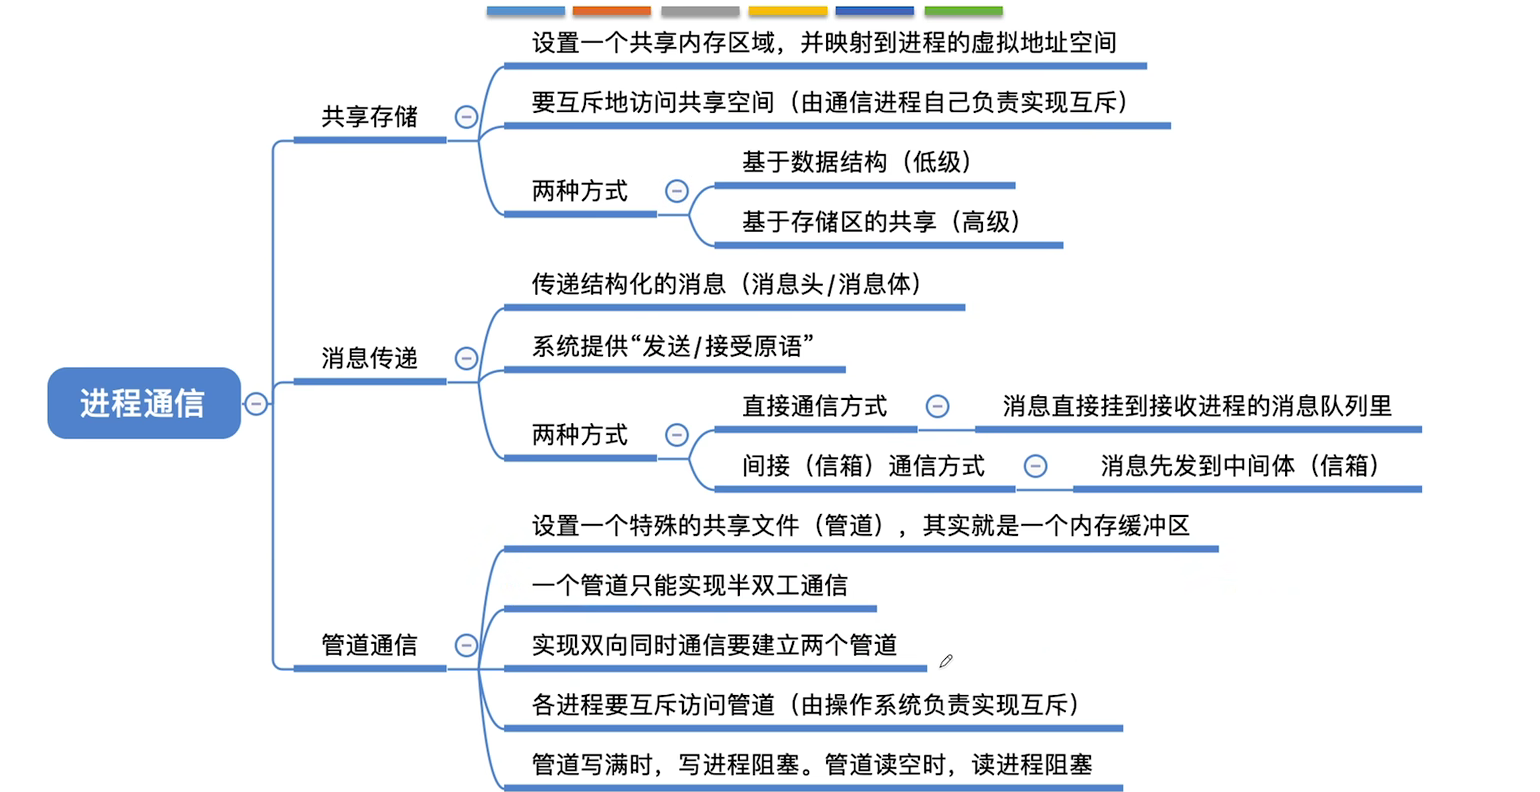 设置一个共享内存区域，并映射到进程的虚拟地址空间
要互斥地访问共享空间（由通信进程自己负责实现互斥）
共享存储
基于数据结构（低级）
两种方式
基于存储区的共享（高级）
传递结构化的消息（消息头/消息体）
系统提供“发送/接受原语”
消息传递
直接通信方式
消息直接挂到接收进程的消息队列里
两种方式
间接（信箱）通信方式
消息先发到中间体（信箱）
进程通信
设置一个特殊的共享文件（管道），其实就是一个内存缓冲区
一个管道只能实现半双工通信
管道通信
实现双向同时通信要建立两个管道
各进程要互斥访问管道（由操作系统负责实现互斥）
管道写满时，写进程阻塞。管道读空时，读进程阻塞